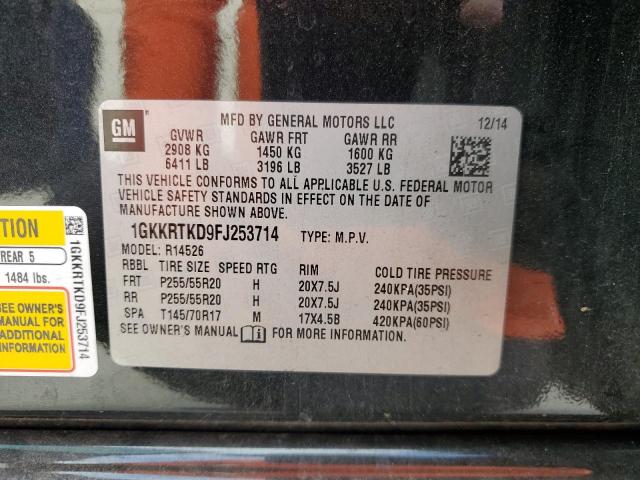 GM
MFD BY GENERAL MOTORS LLC
12/14
GVWR GAWR FRT GAWR RR
2908 KG 1450 KG 1600 KG
6411 LB 3196 LB 3527 LB
THIS VEHICLE CONFORMS TO ALL APPLICABLE U.S. FEDERAL MOTOR
VEHICLE SAFETY STANDARDS IN EFFECT ON THE DATE OF
MANUFACTURE SHOWN ABOVE.
1GKKRTKD9FJ253714 TYPE: M.P.V.
MODEL: R14526
RBBL TIRE SIZE SPEED RTG RIM COLD TIRE PRESSURE
FRT P255/55R20 H 20X7.5J 240KPA(35PSI)
RR P255/55R20 H 20X7.5J 240KPA(35PSI)
SPA T145/70R17 M 17X4.5B 420KPA(60PSI)
SEE OWNER'S MANUAL FOR MORE INFORMATION.
TION
REAR 5
1484 lbs.
SEE OWNER'S
MANUAL FOR
ADDITIONAL
INFORMATION
1GKKRTKD9FJ253714